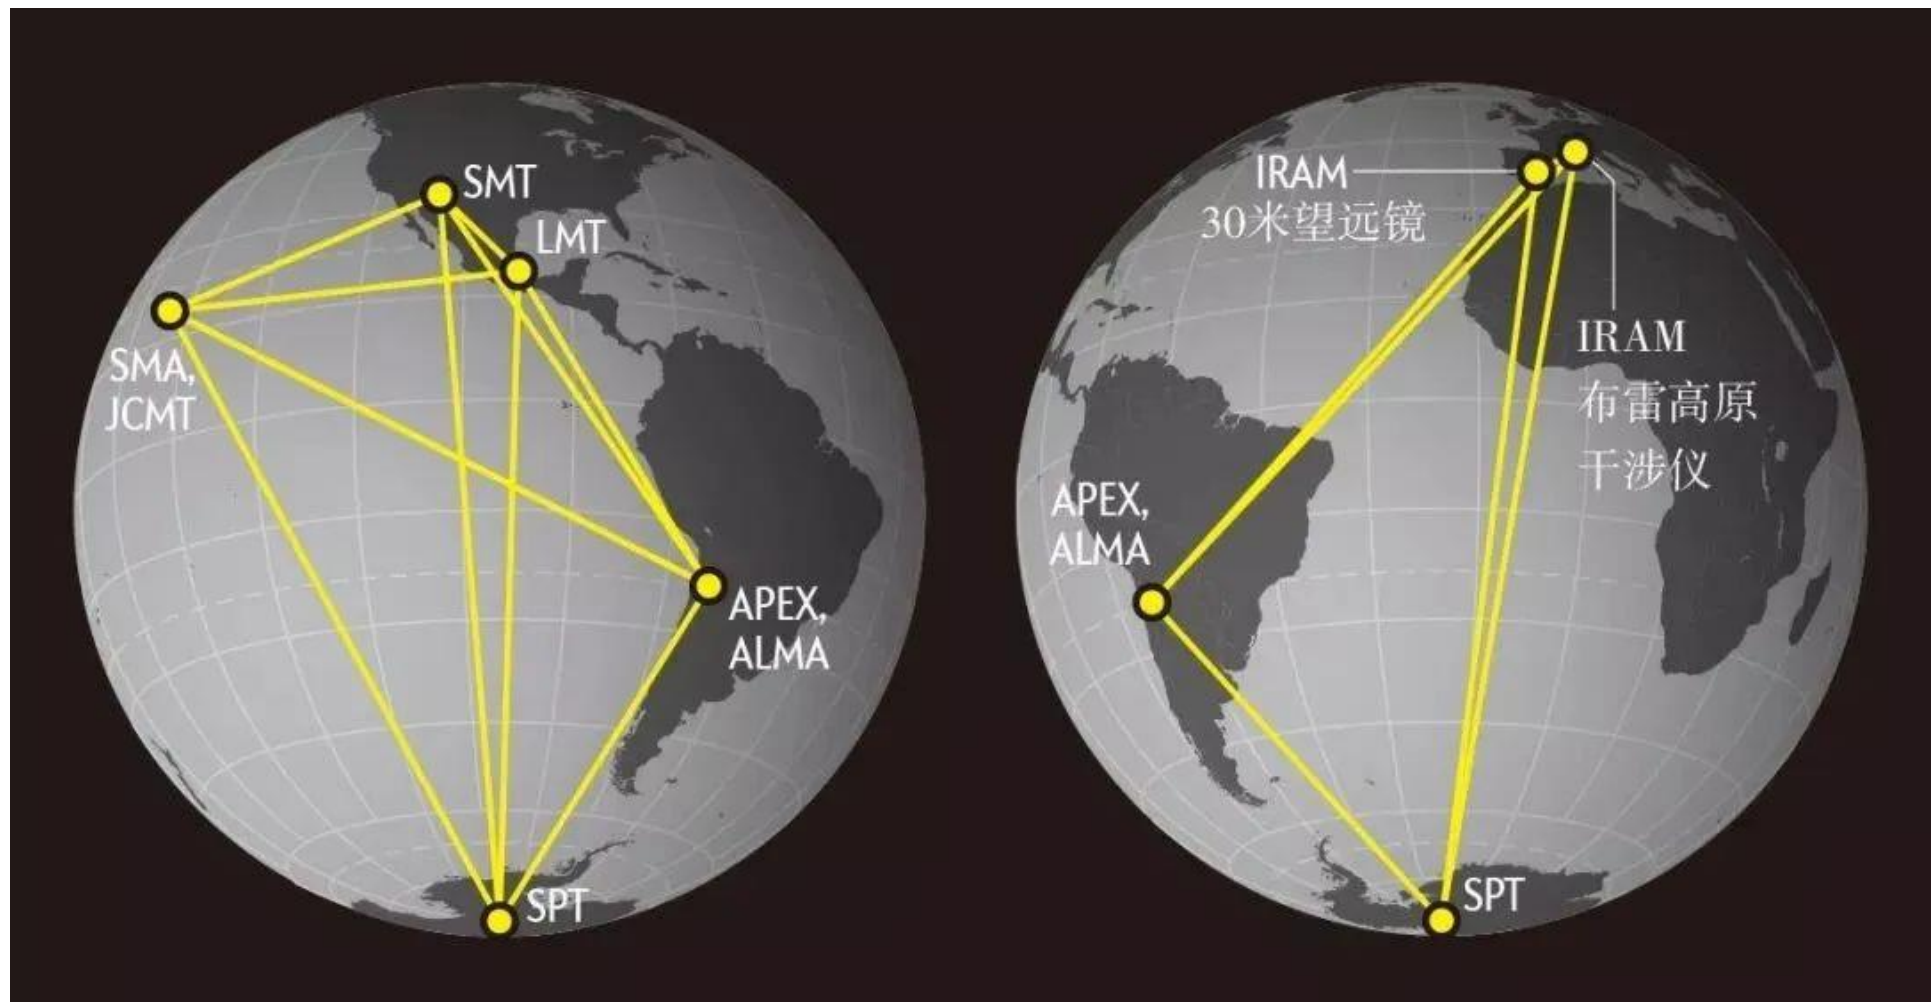 SMT
LMT
SMA,
JCMT
APEX,
ALMA
SPT
IRAM
30米望远镜
IRAM
布雷高原
干涉仪
APEX,
ALMA
SPT